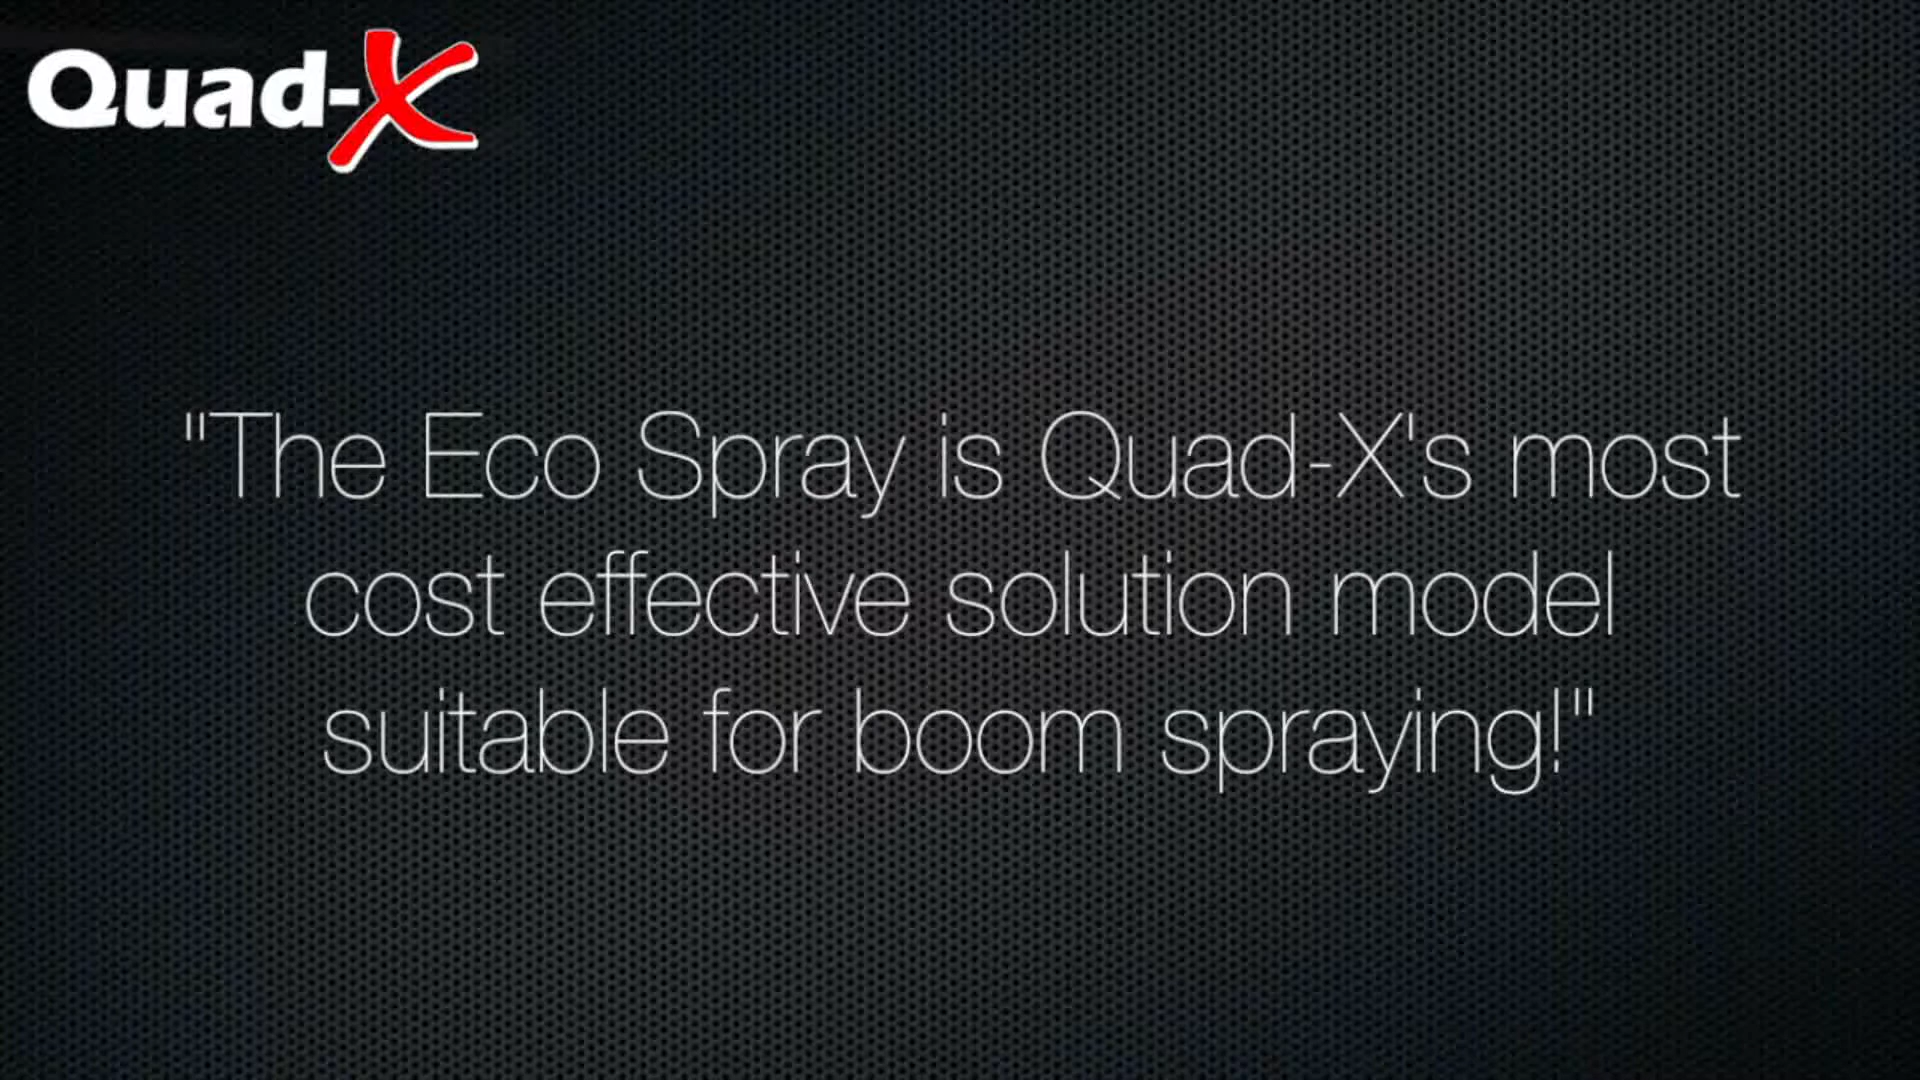 Quad-X
"The Eco Spray is Quad-X's most
cost effective solution model
suitable for boom spraying!"